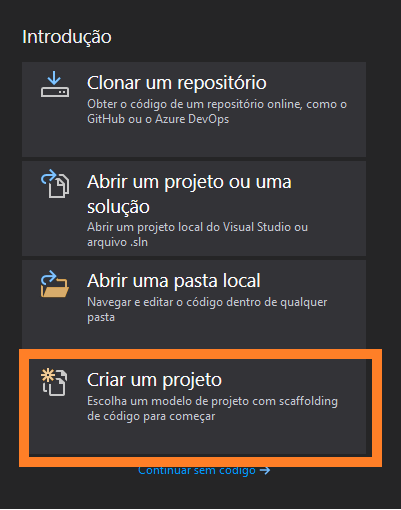 Introdução
Clonar um repositório
Obter o código de um repositório online, como o
GitHub ou o Azure DevOps
Abrir um projeto ou uma
solução
Abrir um projeto local do Visual Studio ou
arquivo .sln
Abrir uma pasta local
Navegar e editar o código dentro de qualquer
pasta
Criar um projeto
Escolha um modelo de projeto com scaffolding
de código para começar
Continuar sem código →